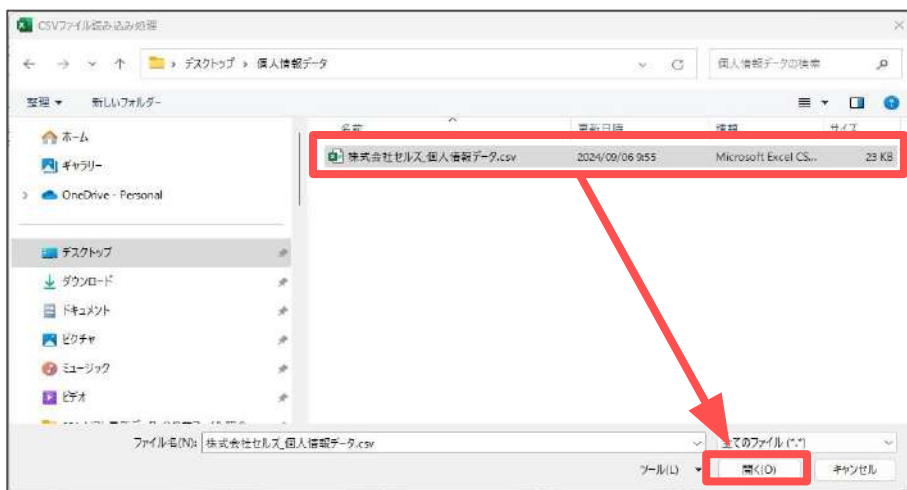 CSVファイル読み込み処理
デスクトップ › 個人情報データ
個人情報データの検索
整理 新しいフォルダー
名前 更新日時 種類 サイズ
ホーム
株式会社セルズ_個人情報データ.csv 2024/09/06 9:55 Microsoft Excel CS... 23 KB
ギャラリー
OneDrive - Personal
デスクトップ
ダウンロード
ドキュメント
ピクチャ
ミュージック
ビデオ
ファイル名(N): 株式会社セルズ_個人情報データ.csv 全てのファイル (*.*)
ツール(L) 開く(O) キャンセル